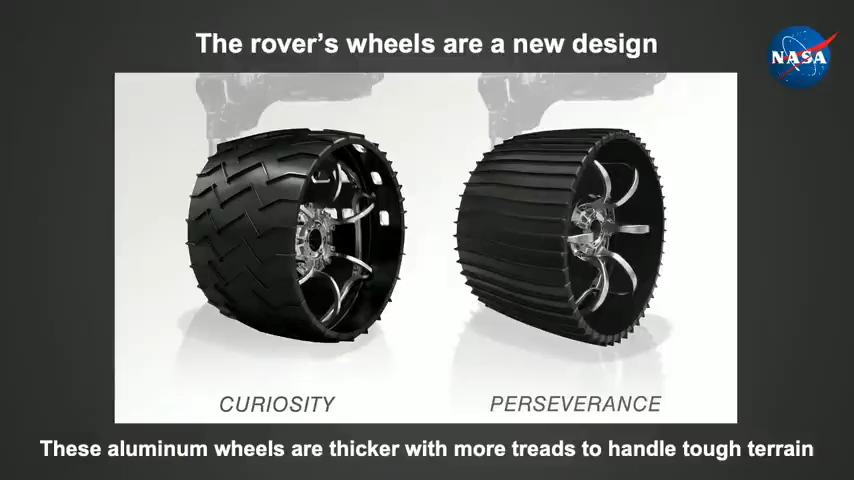 The rover's wheels are a new design
NASA
CURIOSITY
PERSEVERANCE
These aluminum wheels are thicker with more treads to handle tough terrain